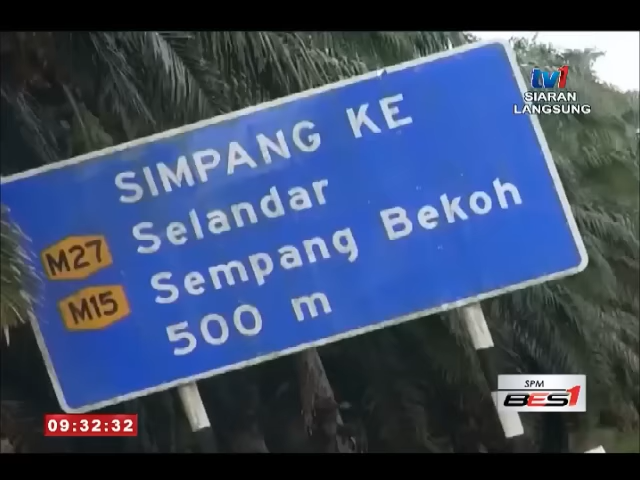 tv1
SIARAN
LANGSUNG
SIMPANG KE
M27 Selandar
M15 Sempang Bekoh
500 m
SPM
BES1
09:32:32